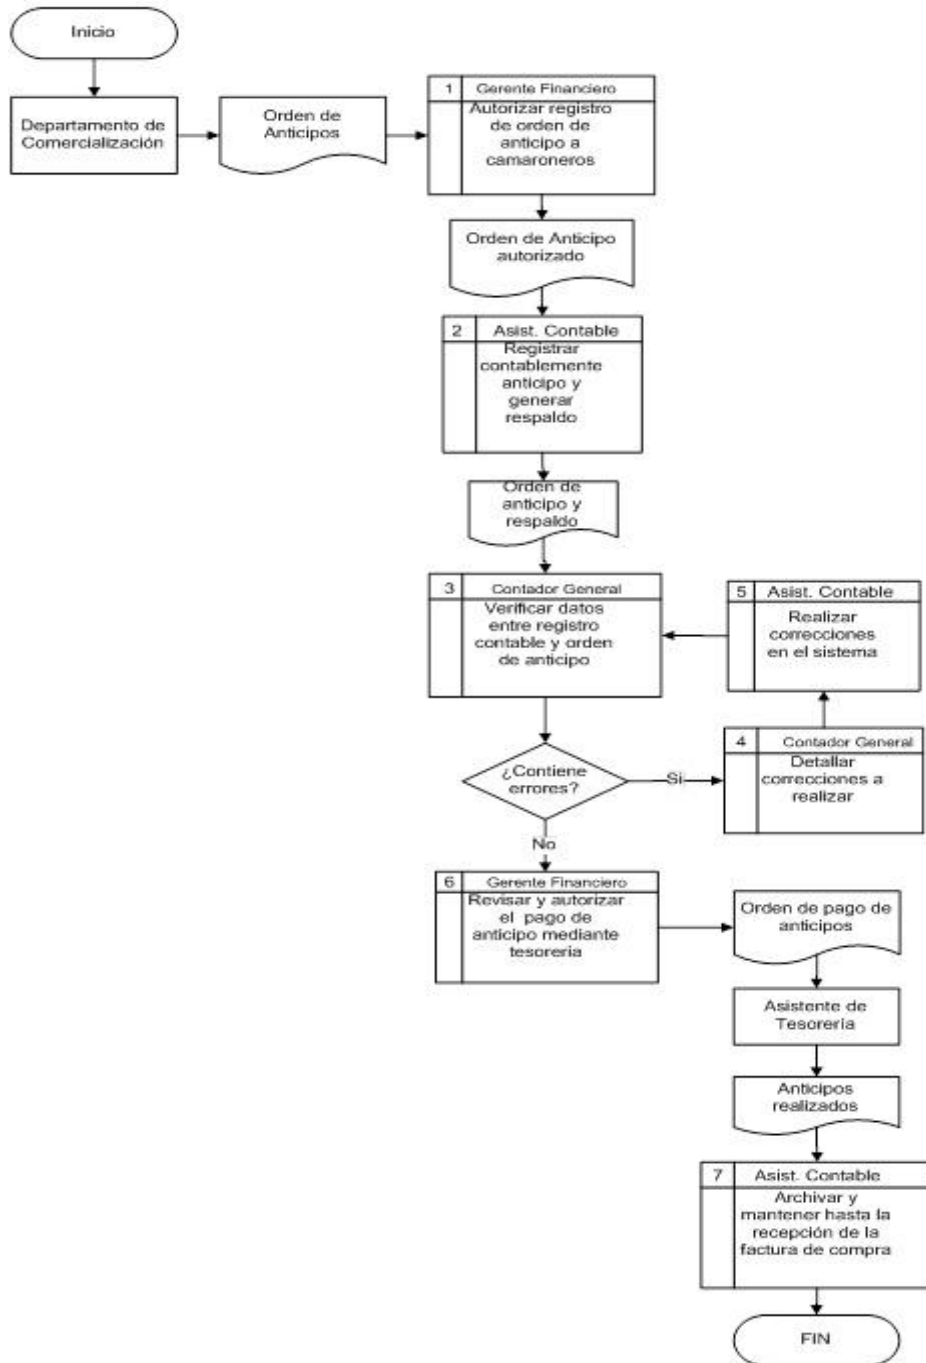 Inicio
Departamento de
Comercialización
Orden de
Anticipos
1 Gerente Financiero
Autorizar registro
de orden de
anticipo a
camaroneros
Orden de Anticipo
autorizado
2 Asist. Contable
Registrar
contablemente
anticipo y
generar
respaldo
Orden de
anticipo y
respaldo
3 Contador General
Verificar datos
entre registro
contable y orden
de anticipo
5 Asist. Contable
Realizar
correcciones
en el sistema
4 Contador General
Detallar
correcciones a
realizar
¿Contiene
errores?
Si
No
6 Gerente Financiero
Revisar y autorizar
el pago de
anticipo mediante
tesorería
Orden de pago de
anticipos
Asistente de
Tesorería
Anticipos
realizados
7 Asist. Contable
Archivar y
mantener hasta la
recepción de la
factura de compra
FIN